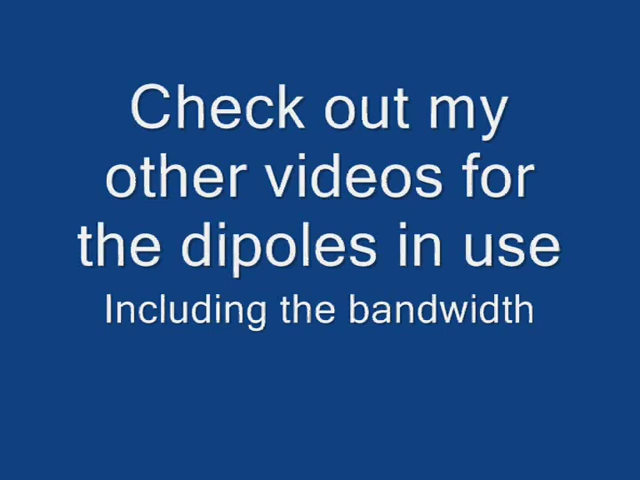 Check out my
other videos for
the dipoles in use
Including the bandwidth